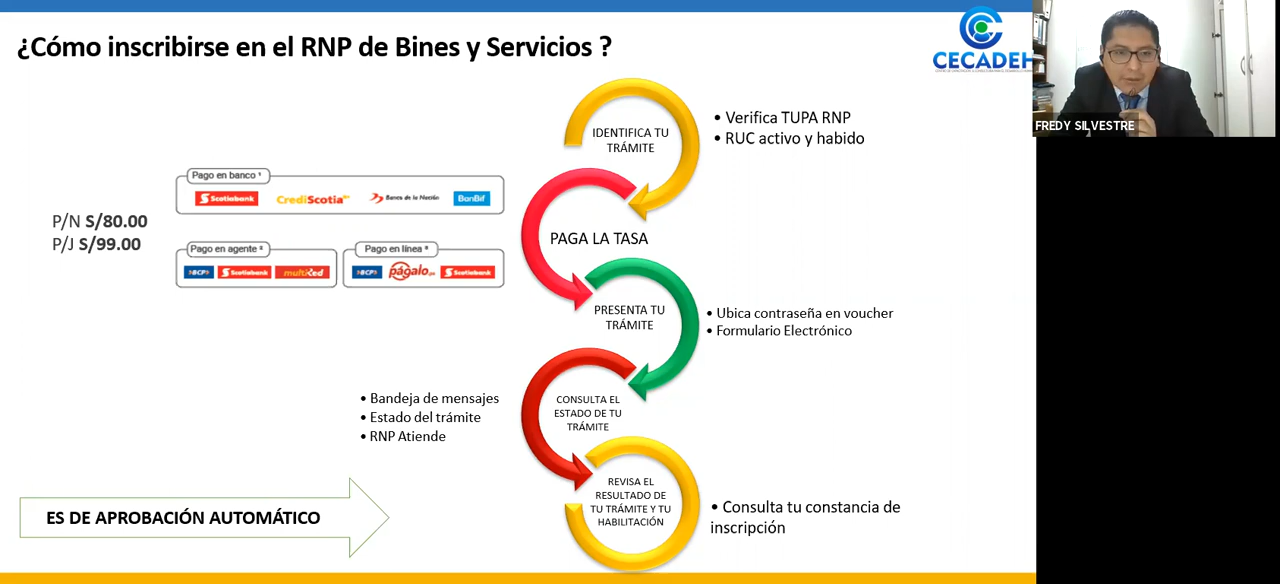 ¿Cómo inscribirse en el RNP de Bines y Servicios ?
CECADEH
FREDY SILVESTRE
IDENTIFICA TU
TRÁMITE
• Verifica TUPA RNP
• RUC activo y habido
Pago en banco ¹
Scotiabank
CrediScotia
Banco de la Nación
BanBif
P/N S/80.00
P/J S/99.00
PAGA LA TASA
Pago en agente ²
>BCP>
Scotiabank
multired
Pago en línea ³
>BCP>
págalo.pe
Scotiabank
PRESENTA TU
TRÁMITE
• Ubica contraseña en voucher
• Formulario Electrónico
• Bandeja de mensajes
• Estado del trámite
• RNP Atiende
CONSULTA EL
ESTADO DE TU
TRÁMITE
REVISA EL
RESULTADO DE
TU TRÁMITE Y TU
HABILITACIÓN
• Consulta tu constancia de
inscripción
ES DE APROBACIÓN AUTOMÁTICO